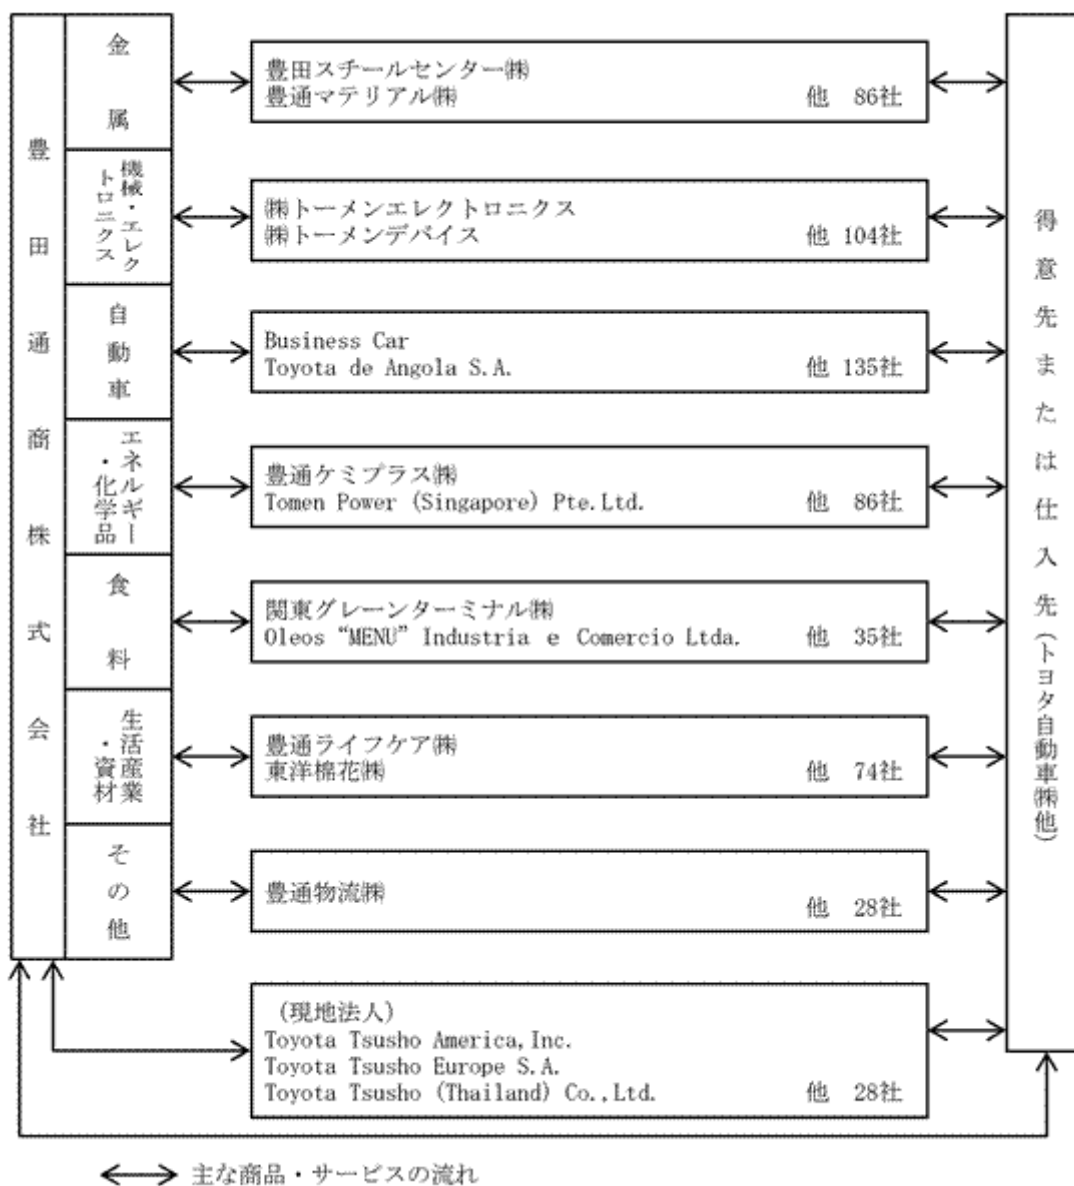 豊田通商株式会社
金属
豊田スチールセンター㈱
豊通マテリアル㈱ 他 86社
機械・エレク
トロニクス
㈱トーメンエレクトロニクス
㈱トーメンデバイス 他 104社
自動車
Business Car
Toyota de Angola S.A. 他 135社
エネルギー
・化学品
豊通ケミプラス㈱
Tomen Power (Singapore) Pte.Ltd. 他 86社
食料
関東グレーンターミナル㈱
Oleos “MENU” Industria e Comercio Ltda. 他 35社
生活産業
・資材
豊通ライフケア㈱
東洋棉花㈱ 他 74社
その他
豊通物流㈱ 他 28社
(現地法人)
Toyota Tsusho America,Inc.
Toyota Tsusho Europe S.A.
Toyota Tsusho (Thailand) Co.,Ltd. 他 28社
得意先または仕入先(トヨタ自動車㈱他)
主な商品・サービスの流れ